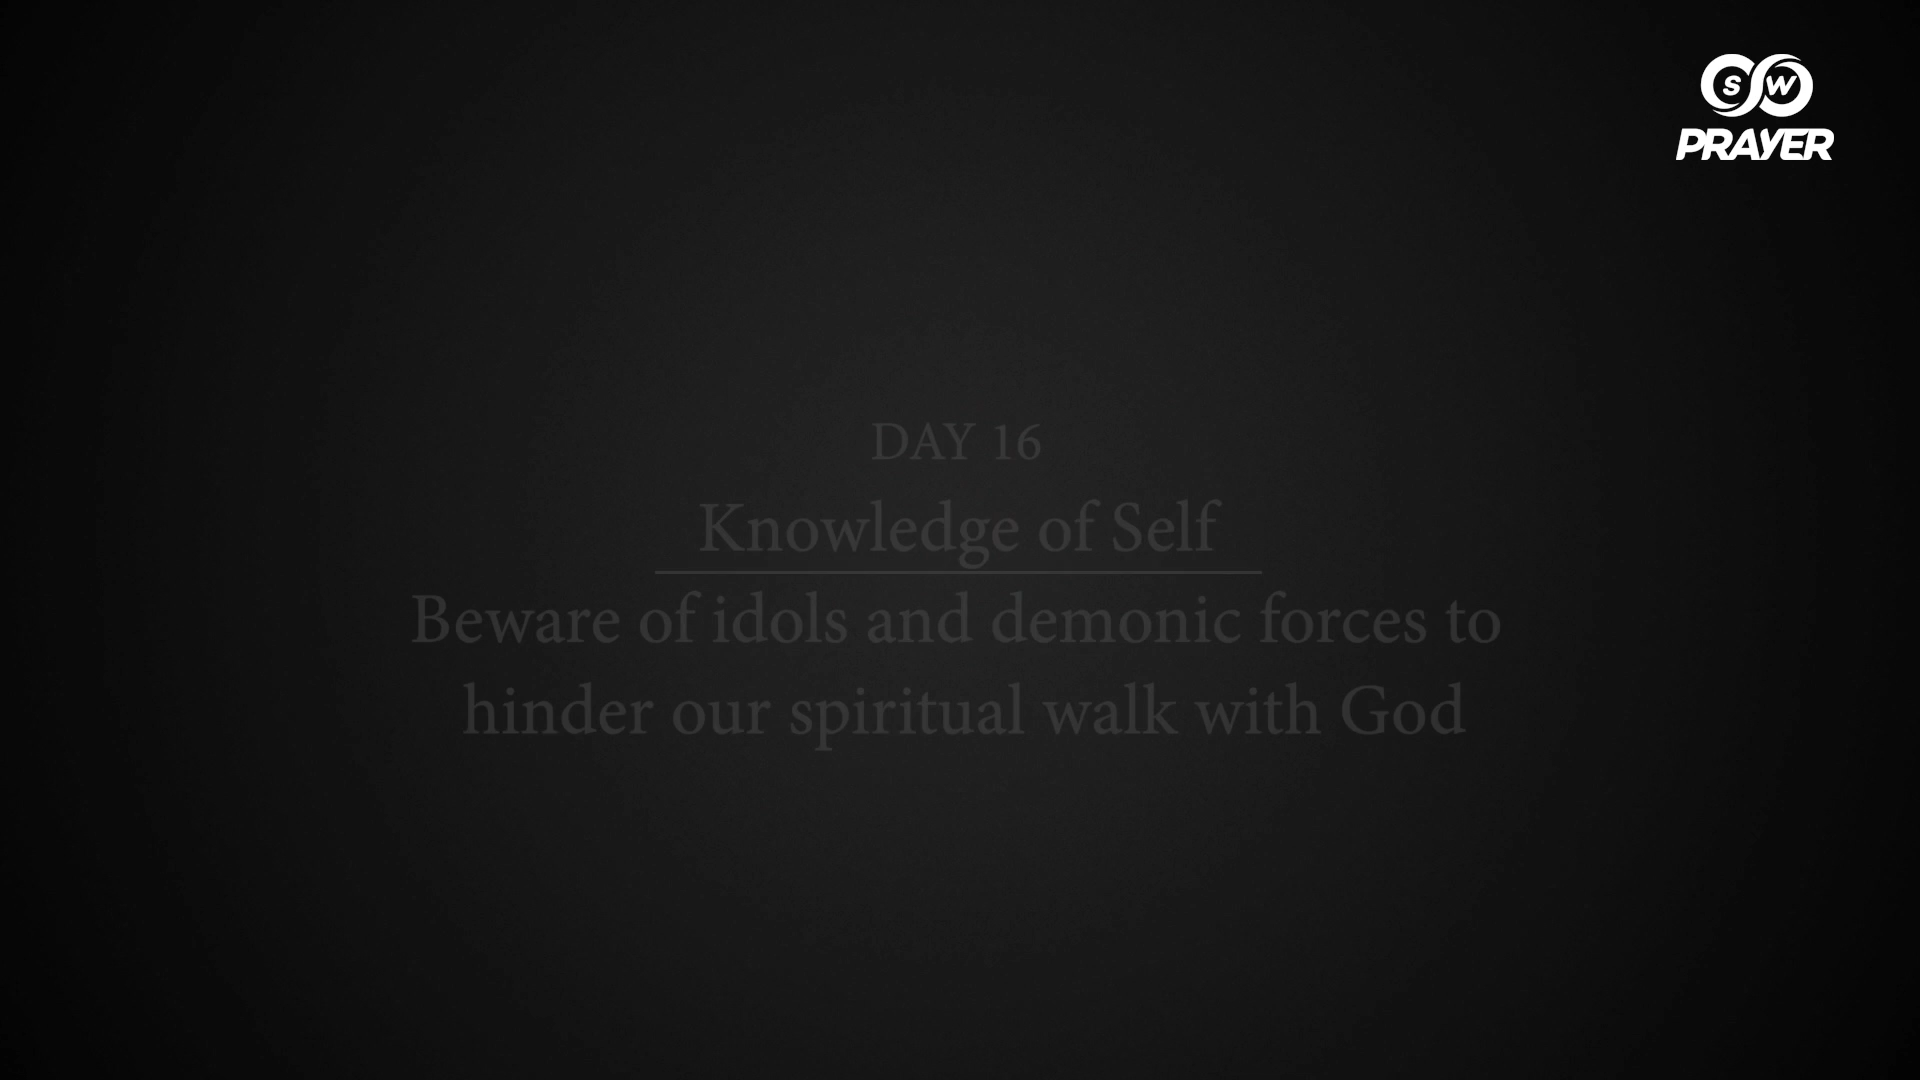 S W
PRAYER
DAY 16
Knowledge of Self
Beware of idols and demonic forces to
hinder our spiritual walk with God